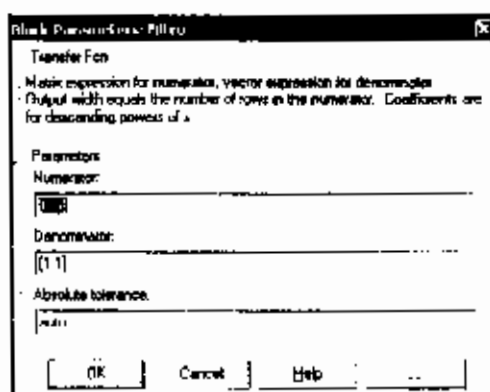 Block Parameters: Filter
Transfer Fcn
Matrix expression for numerator, vector expression for denominator.
Output width equals the number of rows in the numerator. Coefficients are
for descending powers of s.
Parameters
Numerator:
Denominator:
[1 1]
Absolute tolerance:
auto
OK
Cancel
Help